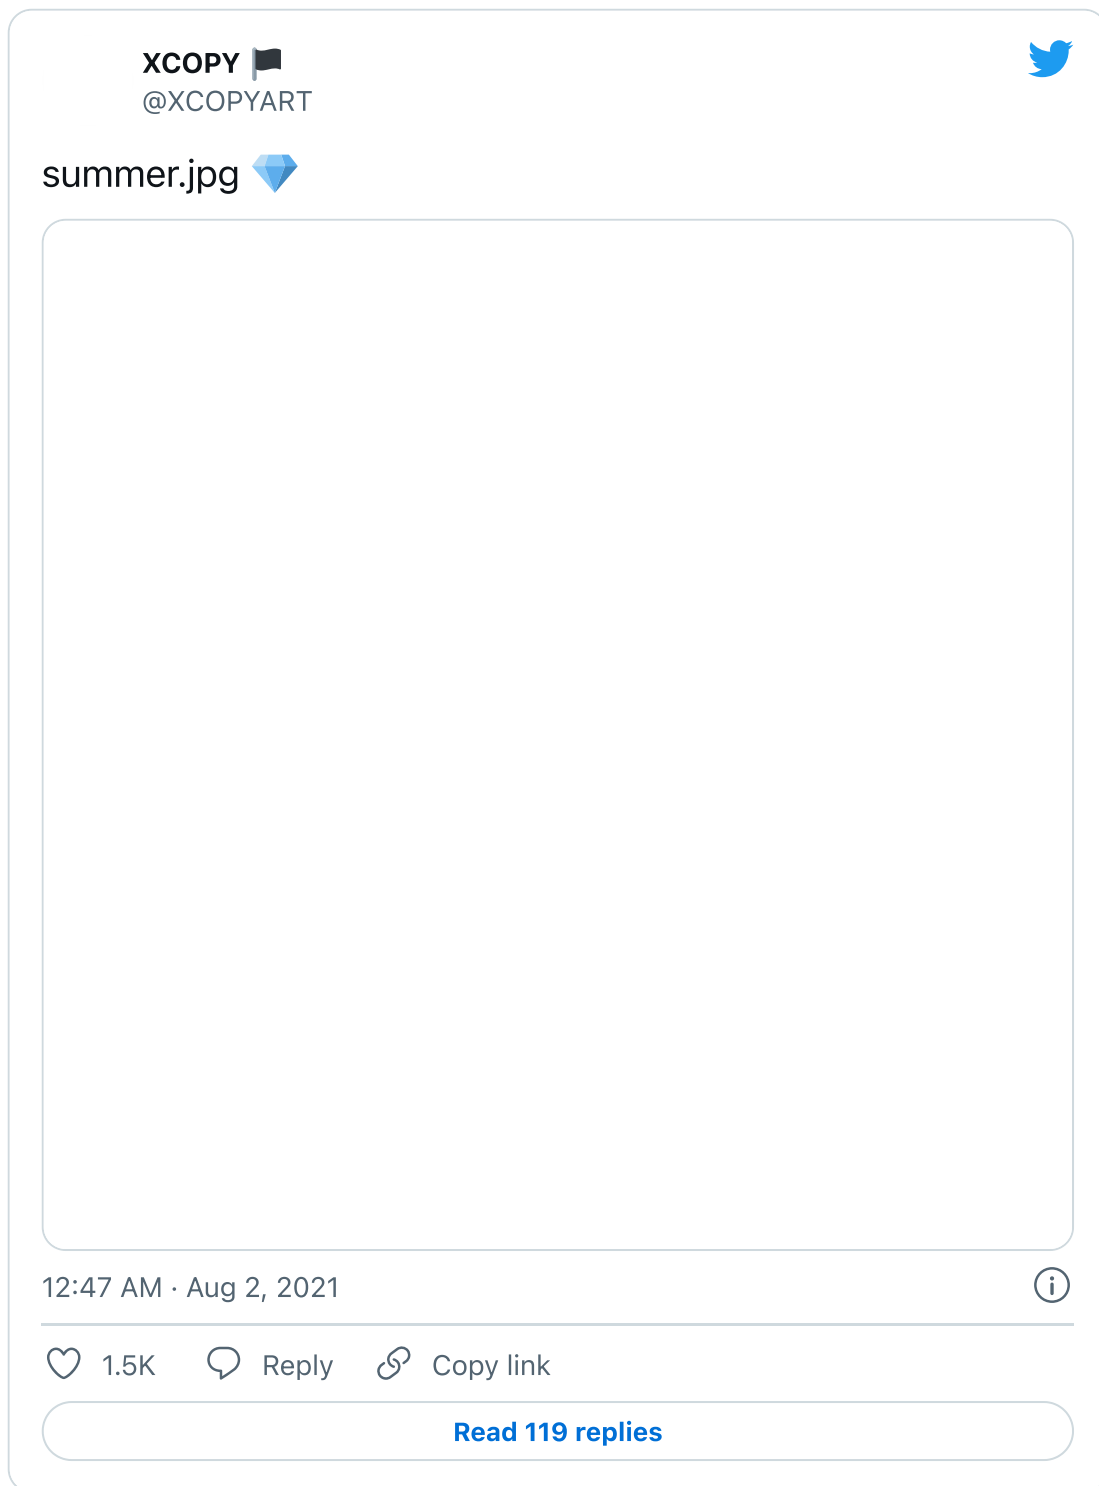 XCOPY 🏴
@XCOPYART
summer.jpg 💎
12:47 AM · Aug 2, 2021
1.5K Reply Copy link
Read 119 replies